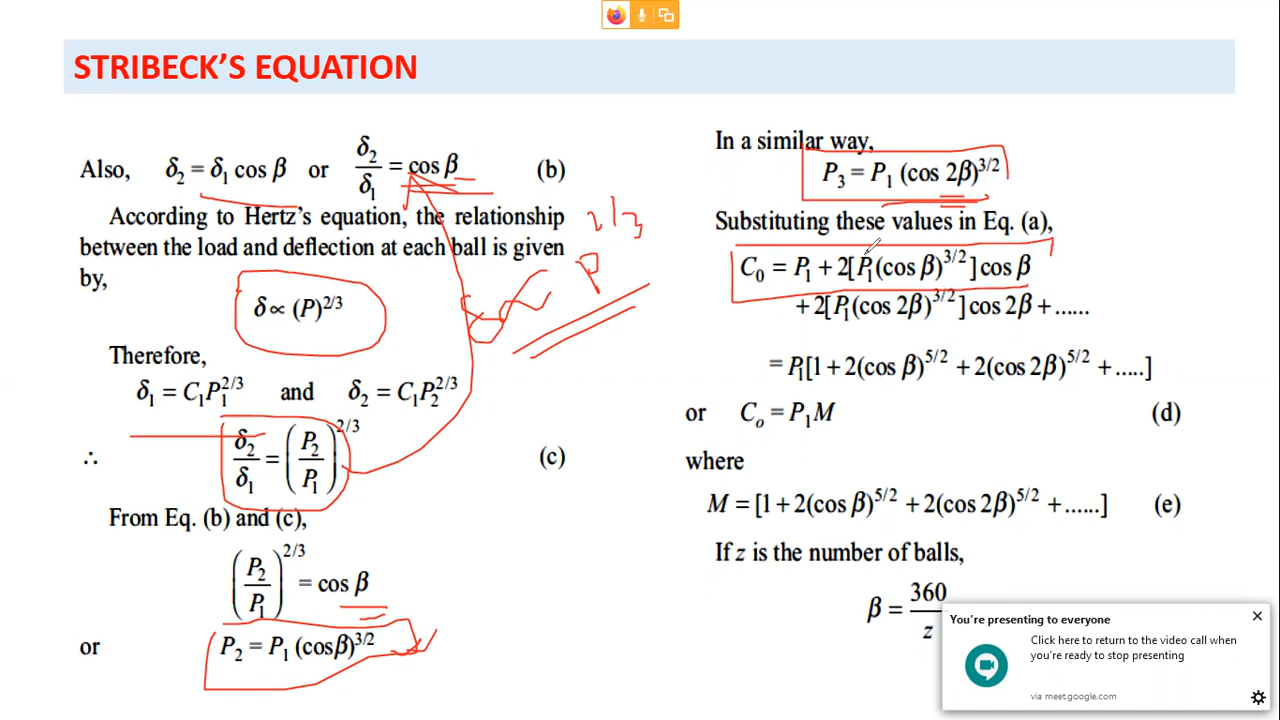 STRIBECK'S EQUATION
Also, δ₂ = δ₁ cos β or δ₂/δ₁ = cos β (b)
According to Hertz's equation, the relationship
between the load and deflection at each ball is given
by,
δ ∝ (P)^2/3
Therefore,
δ₁ = C₁P₁^2/3 and δ₂ = C₁P₂^2/3
∴ δ₂/δ₁ = (P₂/P₁)^2/3 (c)
From Eq. (b) and (c),
(P₂/P₁)^2/3 = cos β
or P₂ = P₁ (cosβ)^3/2
∝ P^2/3
In a similar way,
P₃ = P₁ (cos 2β)^3/2
Substituting these values in Eq. (a),
C₀ = P₁ + 2[P₁(cos β)^3/2] cos β
+ 2[P₁(cos 2β)^3/2] cos 2β + ......
= P₁[1 + 2(cos β)^5/2 + 2(cos 2β)^5/2 + .....]
or Cₒ = P₁M (d)
where
M = [1 + 2(cos β)^5/2 + 2(cos 2β)^5/2 + ......] (e)
If z is the number of balls,
β = 360/z
You're presenting to everyone
Click here to return to the video call when
you're ready to stop presenting
via meet.google.com